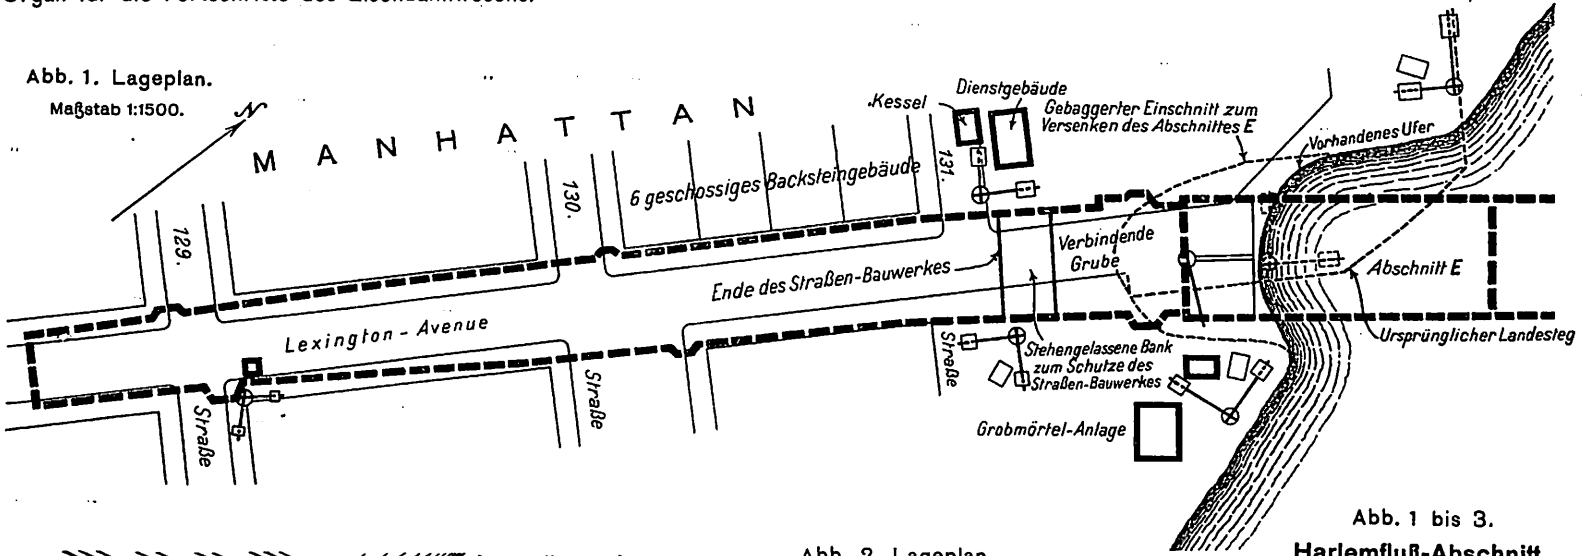 Organ für die Fortschritte des Eisenbahnwesens.
Abb. 1. Lageplan.
Maßstab 1:1500.
N
MANHATTAN
Kessel
Dienstgebäude
Gebaggerter Einschnitt zum
Versenken des Abschnittes E
Vorhandenes Ufer
129.
130.
131.
6 geschossiges Backsteingebäude
Verbindende
Grube
Ende des Straßen-Bauwerkes
Abschnitt E
Lexington-Avenue
Ursprünglicher Landesteg
Straße
Straße
Straße
Stehengelassene Bank
zum Schutze des
Straßen-Bauwerkes
Grobmörtel-Anlage
Abb. 1 bis 3.
Harlemfluß-Abschnitt
Abb. 2. Lageplan